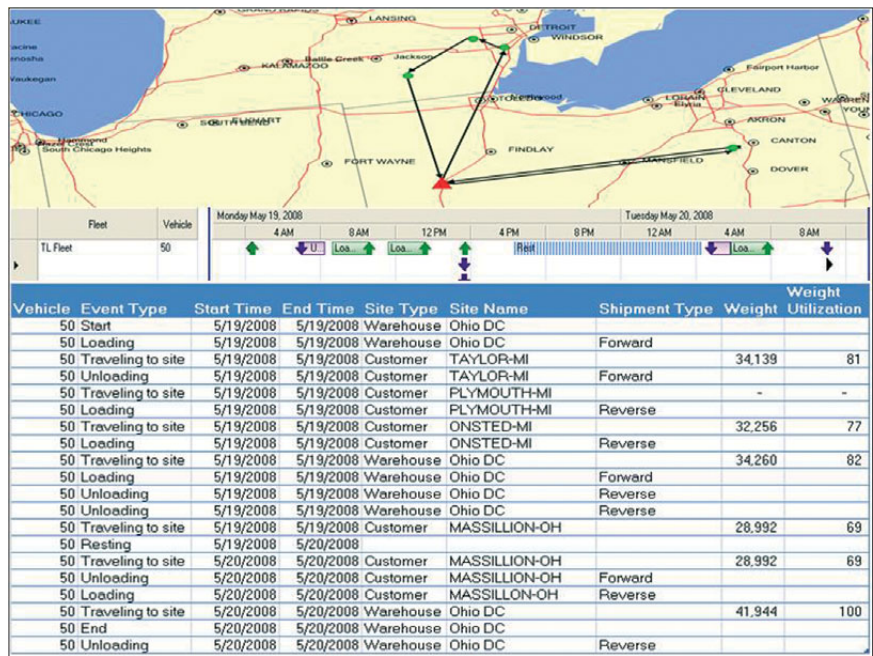 UKEE
GRAND RAPIDS
LANSING
DETROIT
WINDSOR
acine
Battle Creek
Jackson
nosha
KALAMAZOO
Fairport Harbor
Waukegan
CLEVELAND
TOLEDO
LORAIN
Elyria
WARREN
CHICAGO
YOU
ELKHART
SOUTH BEND
AKRON
Hammond
Hazel Crest
CANTON
South Chicago Heights
FINDLAY
FORT WAYNE
MANSFIELD
DOVER
Monday May 19, 2008 Tuesday May 20, 2008
Fleet Vehicle
4 AM 8 AM 12 PM 4 PM 8 PM 12 AM 4 AM 8 AM
TL Fleet 50 U... Loa... Loa... Rest Loa...
Vehicle Event Type Start Time End Time Site Type Site Name Shipment Type Weight Weight Utilization
50 Start 5/19/2008 5/19/2008 Warehouse Ohio DC
50 Loading 5/19/2008 5/19/2008 Warehouse Ohio DC Forward
50 Traveling to site 5/19/2008 5/19/2008 Customer TAYLOR-MI 34,139 81
50 Unloading 5/19/2008 5/19/2008 Customer TAYLOR-MI Forward
50 Traveling to site 5/19/2008 5/19/2008 Customer PLYMOUTH-MI - -
50 Loading 5/19/2008 5/19/2008 Customer PLYMOUTH-MI Reverse
50 Traveling to site 5/19/2008 5/19/2008 Customer ONSTED-MI 32,256 77
50 Loading 5/19/2008 5/19/2008 Customer ONSTED-MI Reverse
50 Traveling to site 5/19/2008 5/19/2008 Warehouse Ohio DC 34,260 82
50 Loading 5/19/2008 5/19/2008 Warehouse Ohio DC Forward
50 Unloading 5/19/2008 5/19/2008 Warehouse Ohio DC Reverse
50 Unloading 5/19/2008 5/19/2008 Warehouse Ohio DC Reverse
50 Traveling to site 5/19/2008 5/19/2008 Customer MASSILLION-OH 28,992 69
50 Resting 5/19/2008 5/20/2008
50 Traveling to site 5/20/2008 5/20/2008 Customer MASSILLION-OH 28,992 69
50 Unloading 5/20/2008 5/20/2008 Customer MASSILLION-OH Forward
50 Loading 5/20/2008 5/20/2008 Customer MASSILLON-OH Reverse
50 Traveling to site 5/20/2008 5/20/2008 Warehouse Ohio DC 41,944 100
50 End 5/20/2008 5/20/2008 Warehouse Ohio DC
50 Unloading 5/20/2008 5/20/2008 Warehouse Ohio DC Reverse